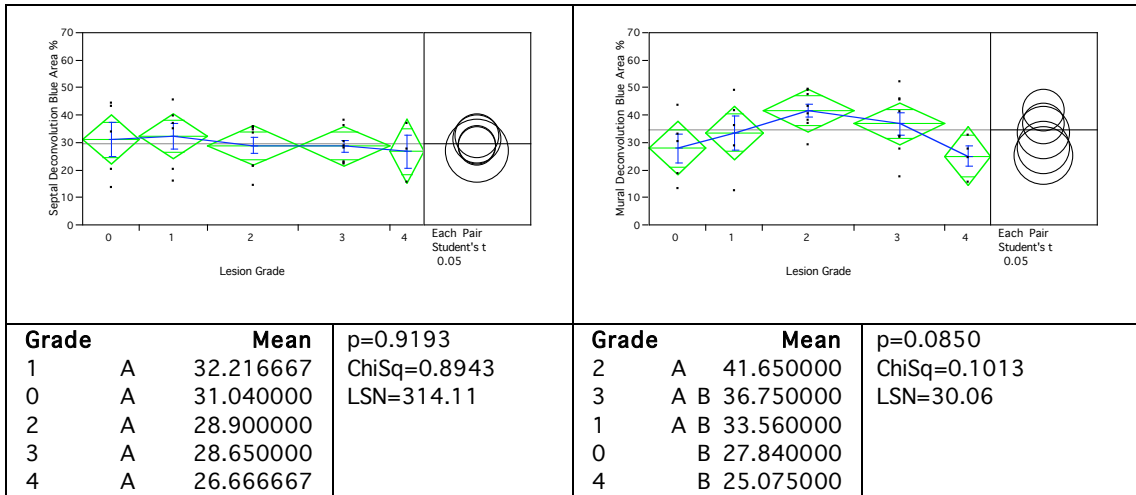 70
60
50
40
30
20
10
0
Septal Deconvolution Blue Area %
0 1 2 3 4
Lesion Grade
Each Pair
Student's t
0.05
70
60
50
40
30
20
10
0
Mural Deconvolution Blue Area %
0 1 2 3 4
Lesion Grade
Each Pair
Student's t
0.05
Grade Mean
1 A 32.216667
0 A 31.040000
2 A 28.900000
3 A 28.650000
4 A 26.666667
p=0.9193
ChiSq=0.8943
LSN=314.11
Grade Mean
2 A 41.650000
3 A B 36.750000
1 A B 33.560000
0 B 27.840000
4 B 25.075000
p=0.0850
ChiSq=0.1013
LSN=30.06